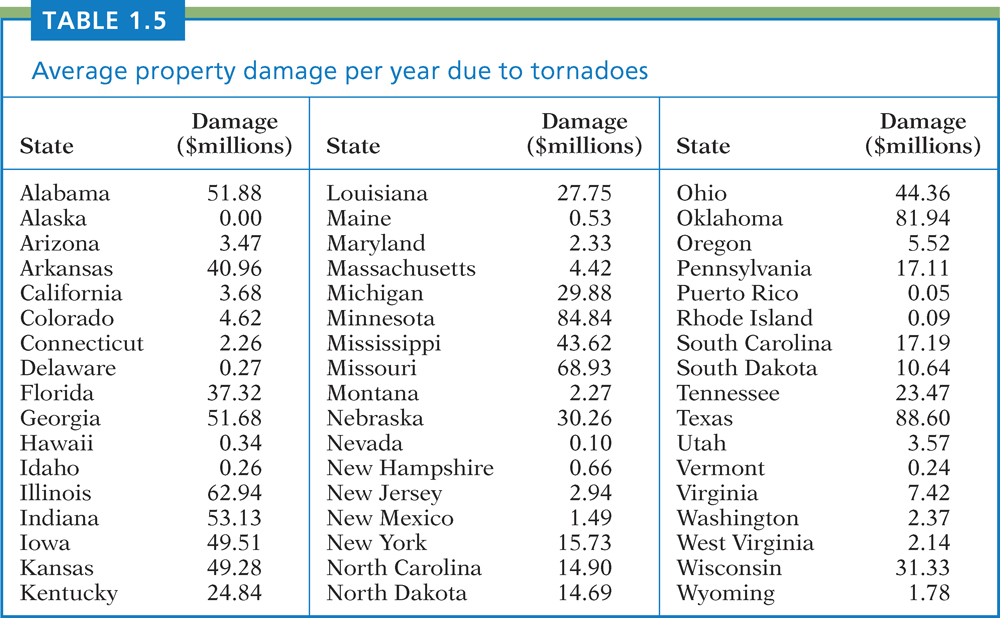 TABLE 1.5
Average property damage per year due to tornadoes
State Damage ($millions) State Damage ($millions) State Damage ($millions)
Alabama 51.88 Louisiana 27.75 Ohio 44.36
Alaska 0.00 Maine 0.53 Oklahoma 81.94
Arizona 3.47 Maryland 2.33 Oregon 5.52
Arkansas 40.96 Massachusetts 4.42 Pennsylvania 17.11
California 3.68 Michigan 29.88 Puerto Rico 0.05
Colorado 4.62 Minnesota 84.84 Rhode Island 0.09
Connecticut 2.26 Mississippi 43.62 South Carolina 17.19
Delaware 0.27 Missouri 68.93 South Dakota 10.64
Florida 37.32 Montana 2.27 Tennessee 23.47
Georgia 51.68 Nebraska 30.26 Texas 88.60
Hawaii 0.34 Nevada 0.10 Utah 3.57
Idaho 0.26 New Hampshire 0.66 Vermont 0.24
Illinois 62.94 New Jersey 2.94 Virginia 7.42
Indiana 53.13 New Mexico 1.49 Washington 2.37
Iowa 49.51 New York 15.73 West Virginia 2.14
Kansas 49.28 North Carolina 14.90 Wisconsin 31.33
Kentucky 24.84 North Dakota 14.69 Wyoming 1.78